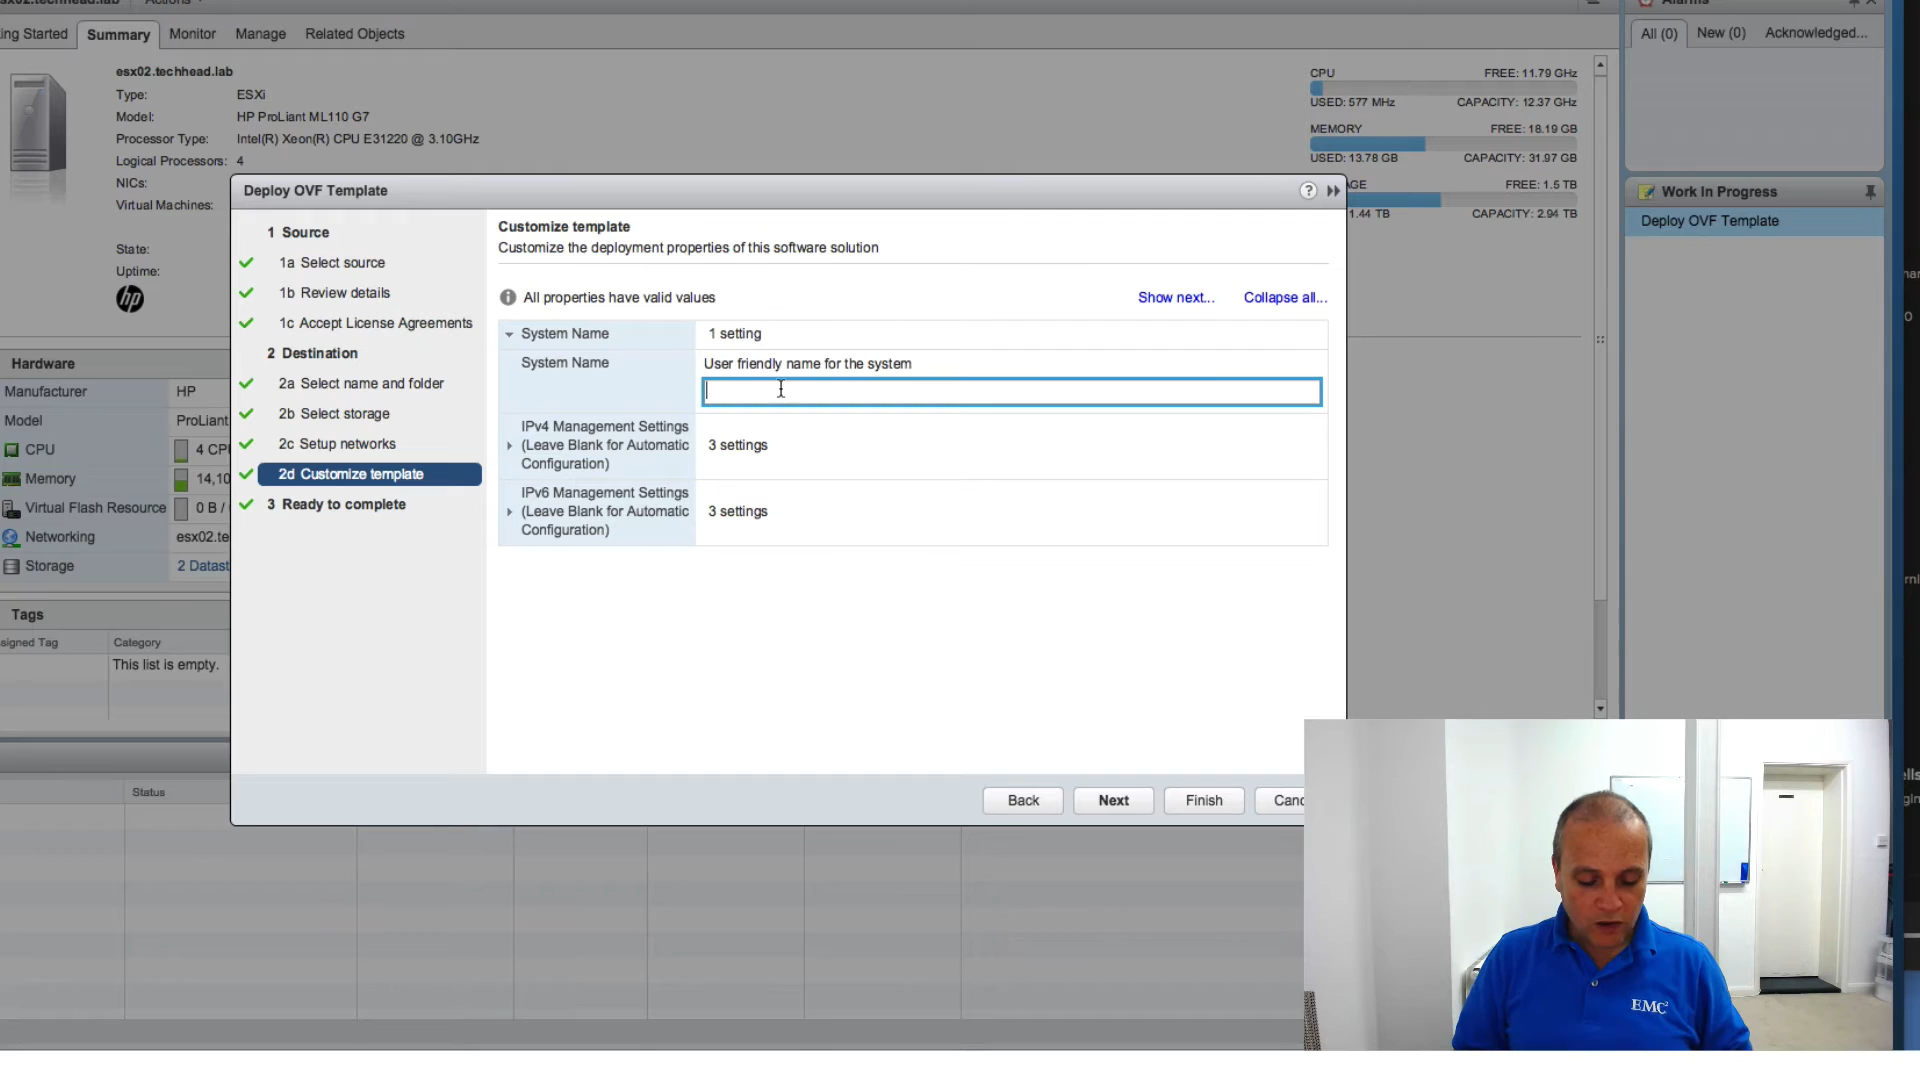 Summary
Monitor
Manage
Related Objects
esx02.techhead.lab
Type: ESXi
Model: HP ProLiant ML110 G7
Processor Type: Intel(R) Xeon(R) CPU E31220 @ 3.10GHz
Logical Processors: 4
NICs:
Virtual Machines:
State:
Uptime:
hp
CPU FREE: 11.79 GHz
USED: 577 MHz CAPACITY: 12.37 GHz
MEMORY FREE: 18.19 GB
USED: 13.78 GB CAPACITY: 31.97 GB
AGE FREE: 1.5 TB
1.44 TB CAPACITY: 2.94 TB
All (0) New (0) Acknowledged...
Work In Progress
Deploy OVF Template
Hardware
Manufacturer HP
Model ProLiant
CPU 4 CPU
Memory 14,10
Virtual Flash Resource 0 B /
Networking esx02.te
Storage 2 Datast
Tags
signed Tag Category
This list is empty.
Status
Deploy OVF Template
1 Source
1a Select source
1b Review details
1c Accept License Agreements
2 Destination
2a Select name and folder
2b Select storage
2c Setup networks
2d Customize template
3 Ready to complete
Customize template
Customize the deployment properties of this software solution
All properties have valid values Show next... Collapse all...
System Name 1 setting
System Name User friendly name for the system
IPv4 Management Settings
(Leave Blank for Automatic 3 settings
Configuration)
IPv6 Management Settings
(Leave Blank for Automatic 3 settings
Configuration)
Back Next Finish Canc
EMC²